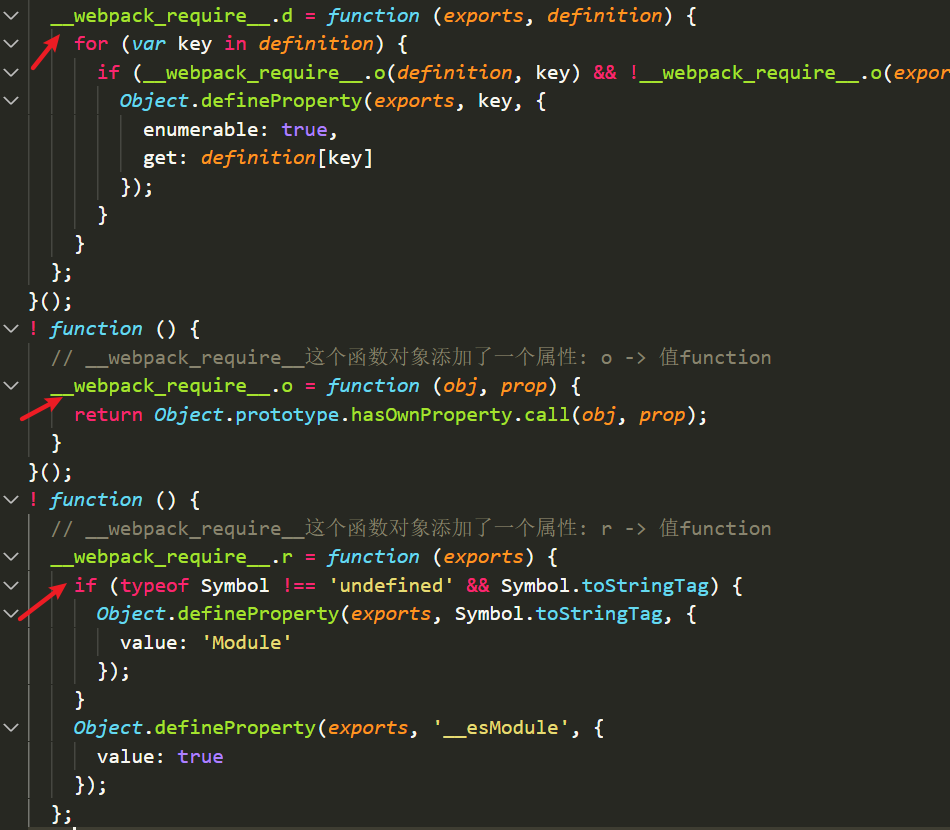 __webpack_require__.d = function (exports, definition) {
for (var key in definition) {
if (__webpack_require__.o(definition, key) && !__webpack_require__.o(expor
Object.defineProperty(exports, key, {
enumerable: true,
get: definition[key]
});
}
}
};
}();
! function () {
// __webpack_require__这个函数对象添加了一个属性: o -> 值function
__webpack_require__.o = function (obj, prop) {
return Object.prototype.hasOwnProperty.call(obj, prop);
}
}();
! function () {
// __webpack_require__这个函数对象添加了一个属性: r -> 值function
__webpack_require__.r = function (exports) {
if (typeof Symbol !== 'undefined' && Symbol.toStringTag) {
Object.defineProperty(exports, Symbol.toStringTag, {
value: 'Module'
});
}
Object.defineProperty(exports, '__esModule', {
value: true
});
};